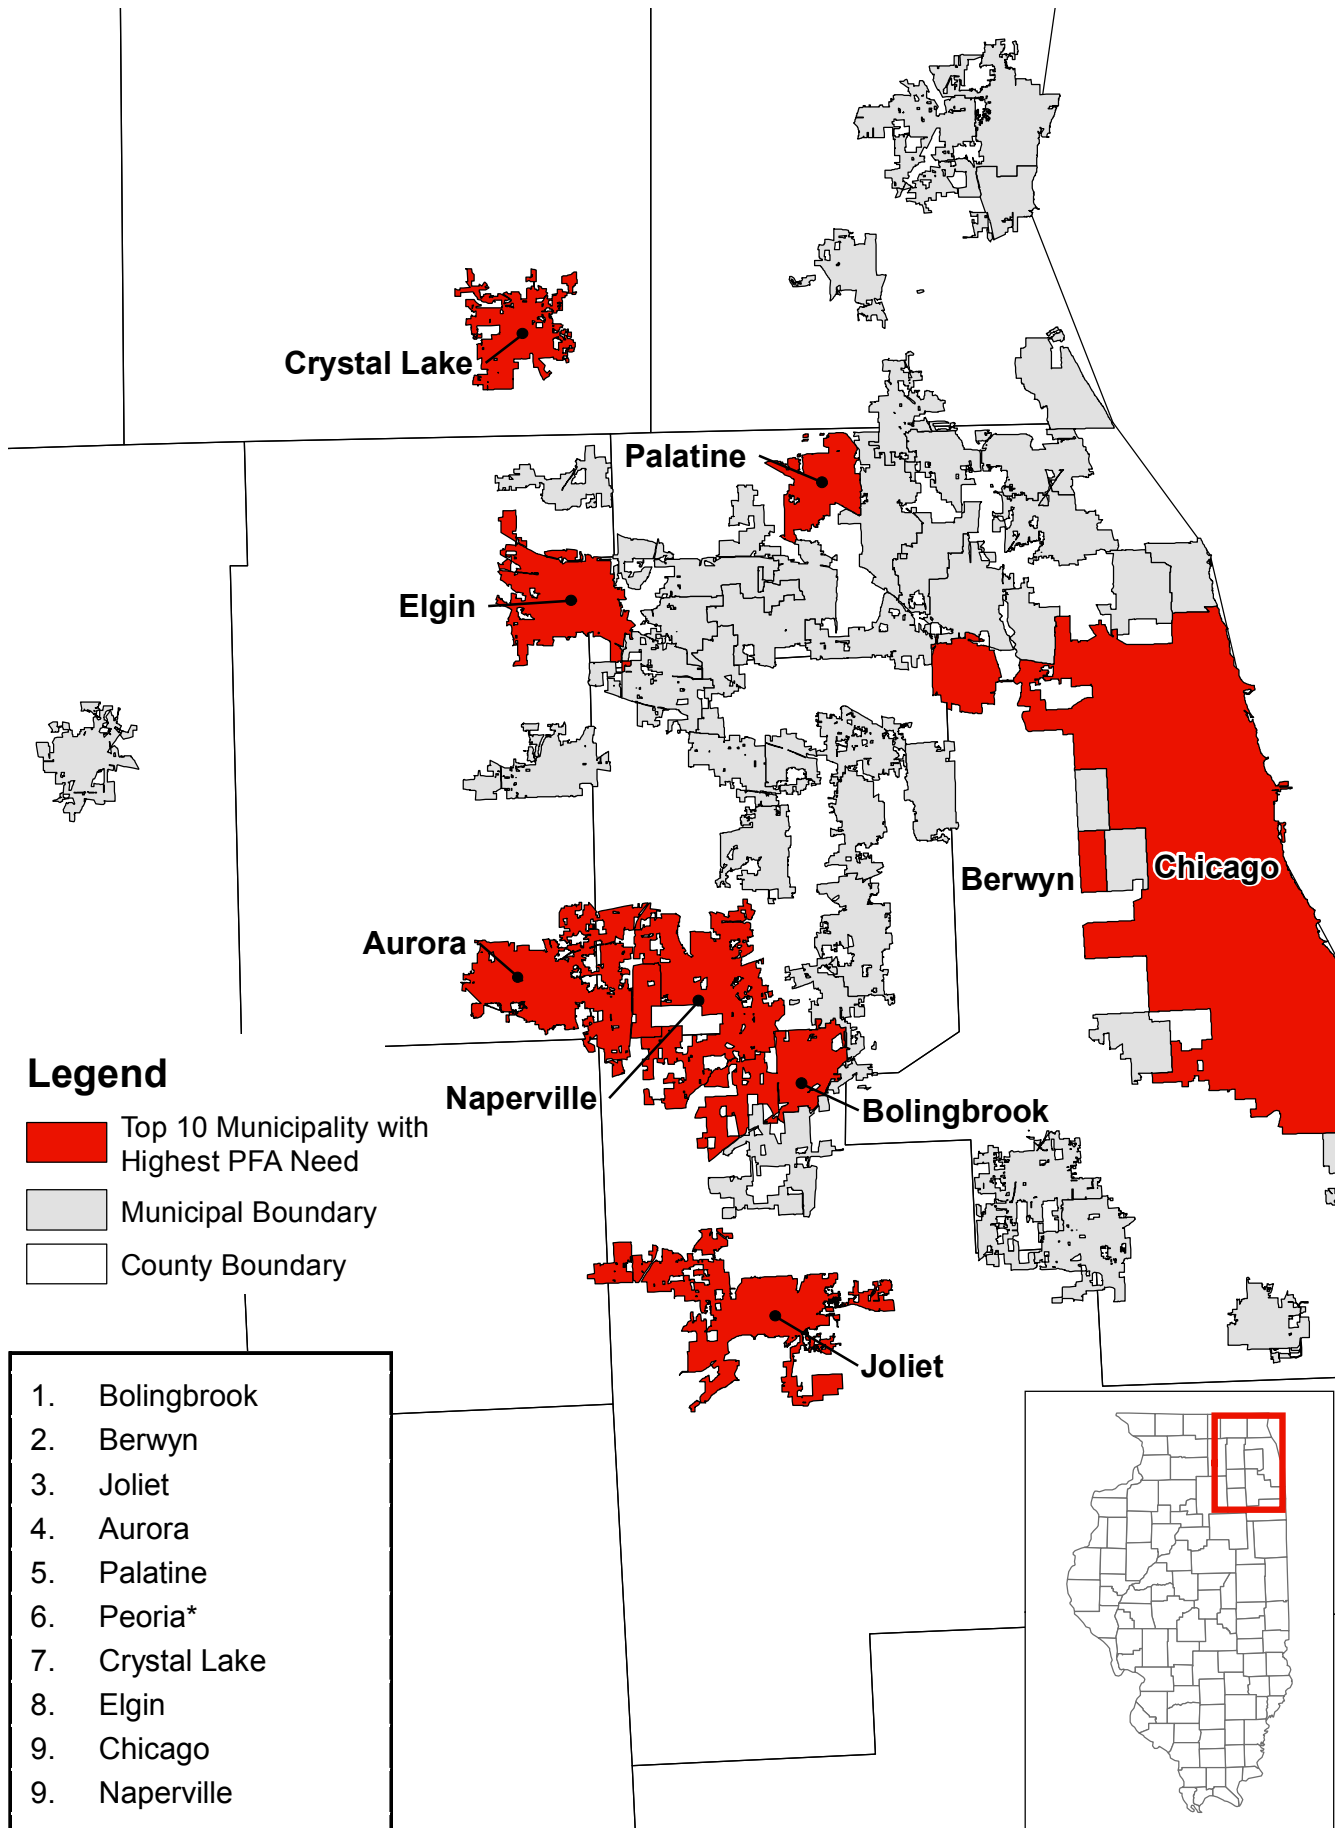 Crystal Lake
Palatine
Elgin
Berwyn
Chicago
Aurora
Naperville
Bolingbrook
Joliet
Legend
Top 10 Municipality with
Highest PFA Need
Municipal Boundary
County Boundary
1. Bolingbrook
2. Berwyn
3. Joliet
4. Aurora
5. Palatine
6. Peoria*
7. Crystal Lake
8. Elgin
9. Chicago
9. Naperville